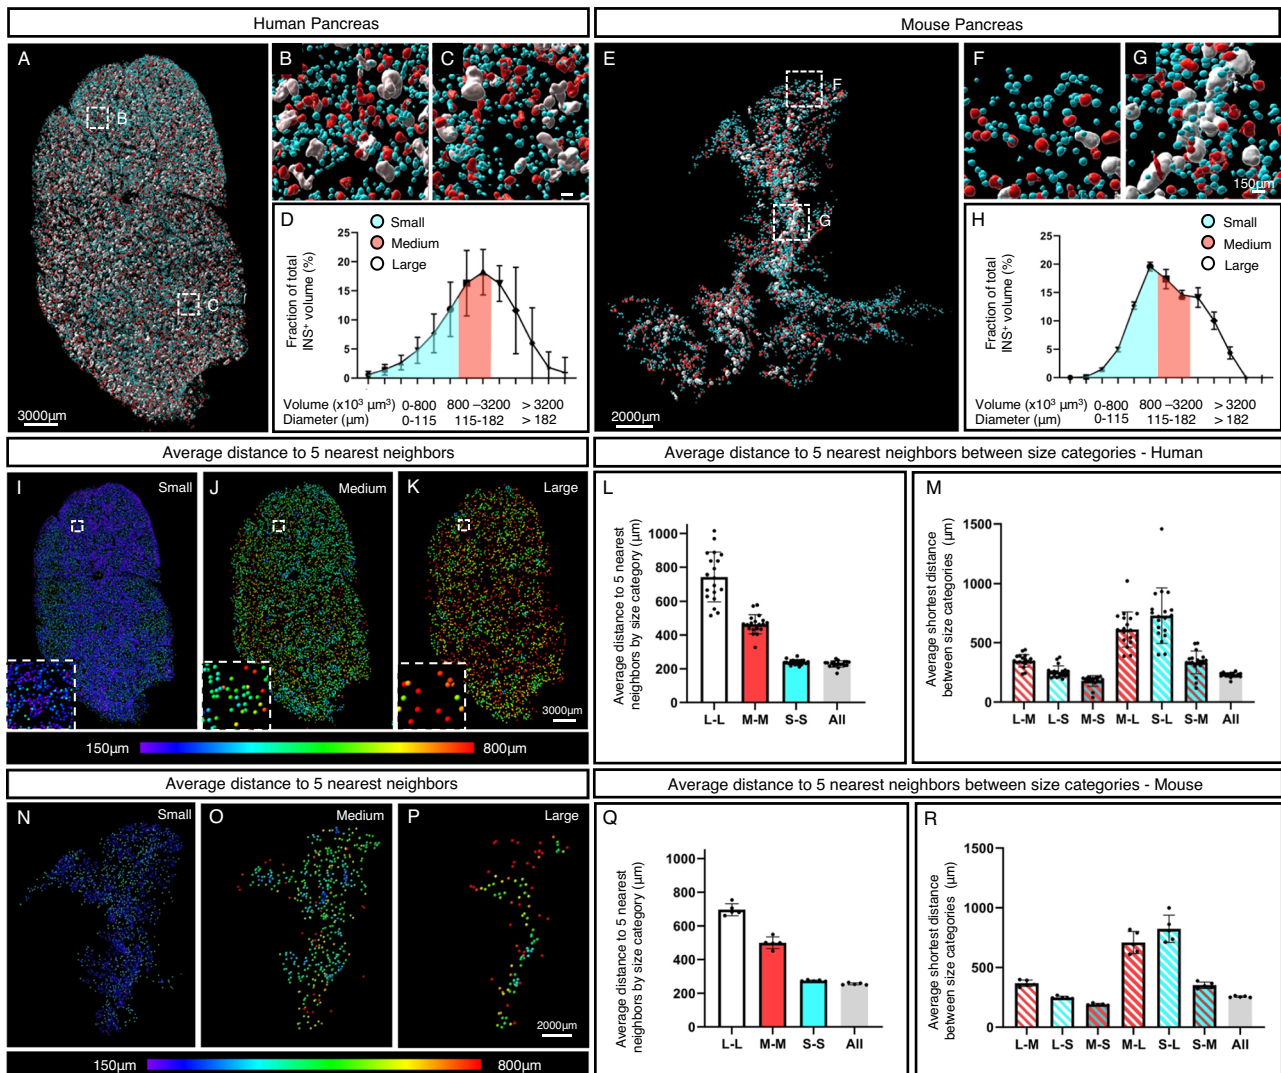 Human Pancreas
Mouse Pancreas
A
B
C
B
C
3000µm
D
Small
Medium
Large
Fraction of total
INS⁺ volume (%)
25
20
15
10
5
0
Volume (x10³ µm³) 0-800 800 –3200 > 3200
Diameter (µm) 0-115 115-182 > 182
E
F
G
2000µm
F
G
150µm
H
Small
Medium
Large
Fraction of total
INS⁺ volume (%)
25
20
15
10
5
0
Volume (x10³ µm³) 0-800 800 –3200 > 3200
Diameter (µm) 0-115 115-182 > 182
Average distance to 5 nearest neighbors
I Small
J Medium
K Large
3000µm
150µm 800µm
Average distance to 5 nearest neighbors between size categories - Human
L
Average distance to 5 nearest
neighbors by size category (µm)
1000
800
600
400
200
0
L-L M-M S-S All
M
Average shortest distance
between size categories (µm)
1500
1000
500
0
L-M L-S M-S M-L S-L S-M All
Average distance to 5 nearest neighbors
N Small
O Medium
P Large
2000µm
150µm 800µm
Average distance to 5 nearest neighbors between size categories - Mouse
Q
Average distance to 5 nearest
neighbors by size category (µm)
1000
800
600
400
200
0
L-L M-M S-S All
R
Average shortest distance
between size categories (µm)
1500
1000
500
0
L-M L-S M-S M-L S-L S-M All